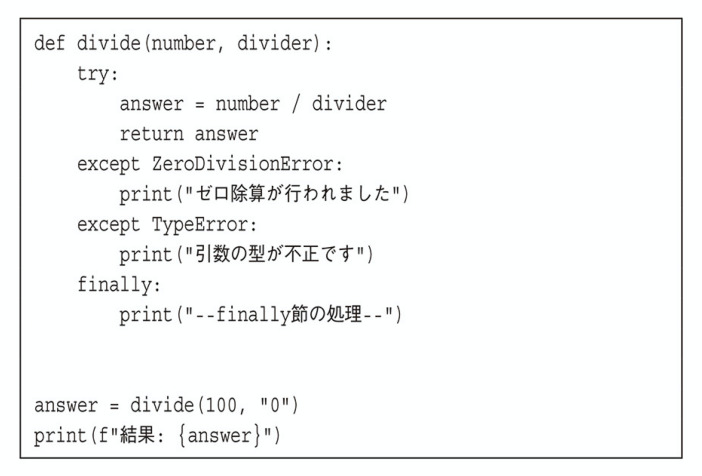 def divide(number, divider):
    try:
        answer = number / divider
        return answer
    except ZeroDivisionError:
        print("ゼロ除算が行われました")
    except TypeError:
        print("引数の型が不正です")
    finally:
        print("--finally節の処理--")
answer = divide(100, "0")
print(f"結果: {answer}")